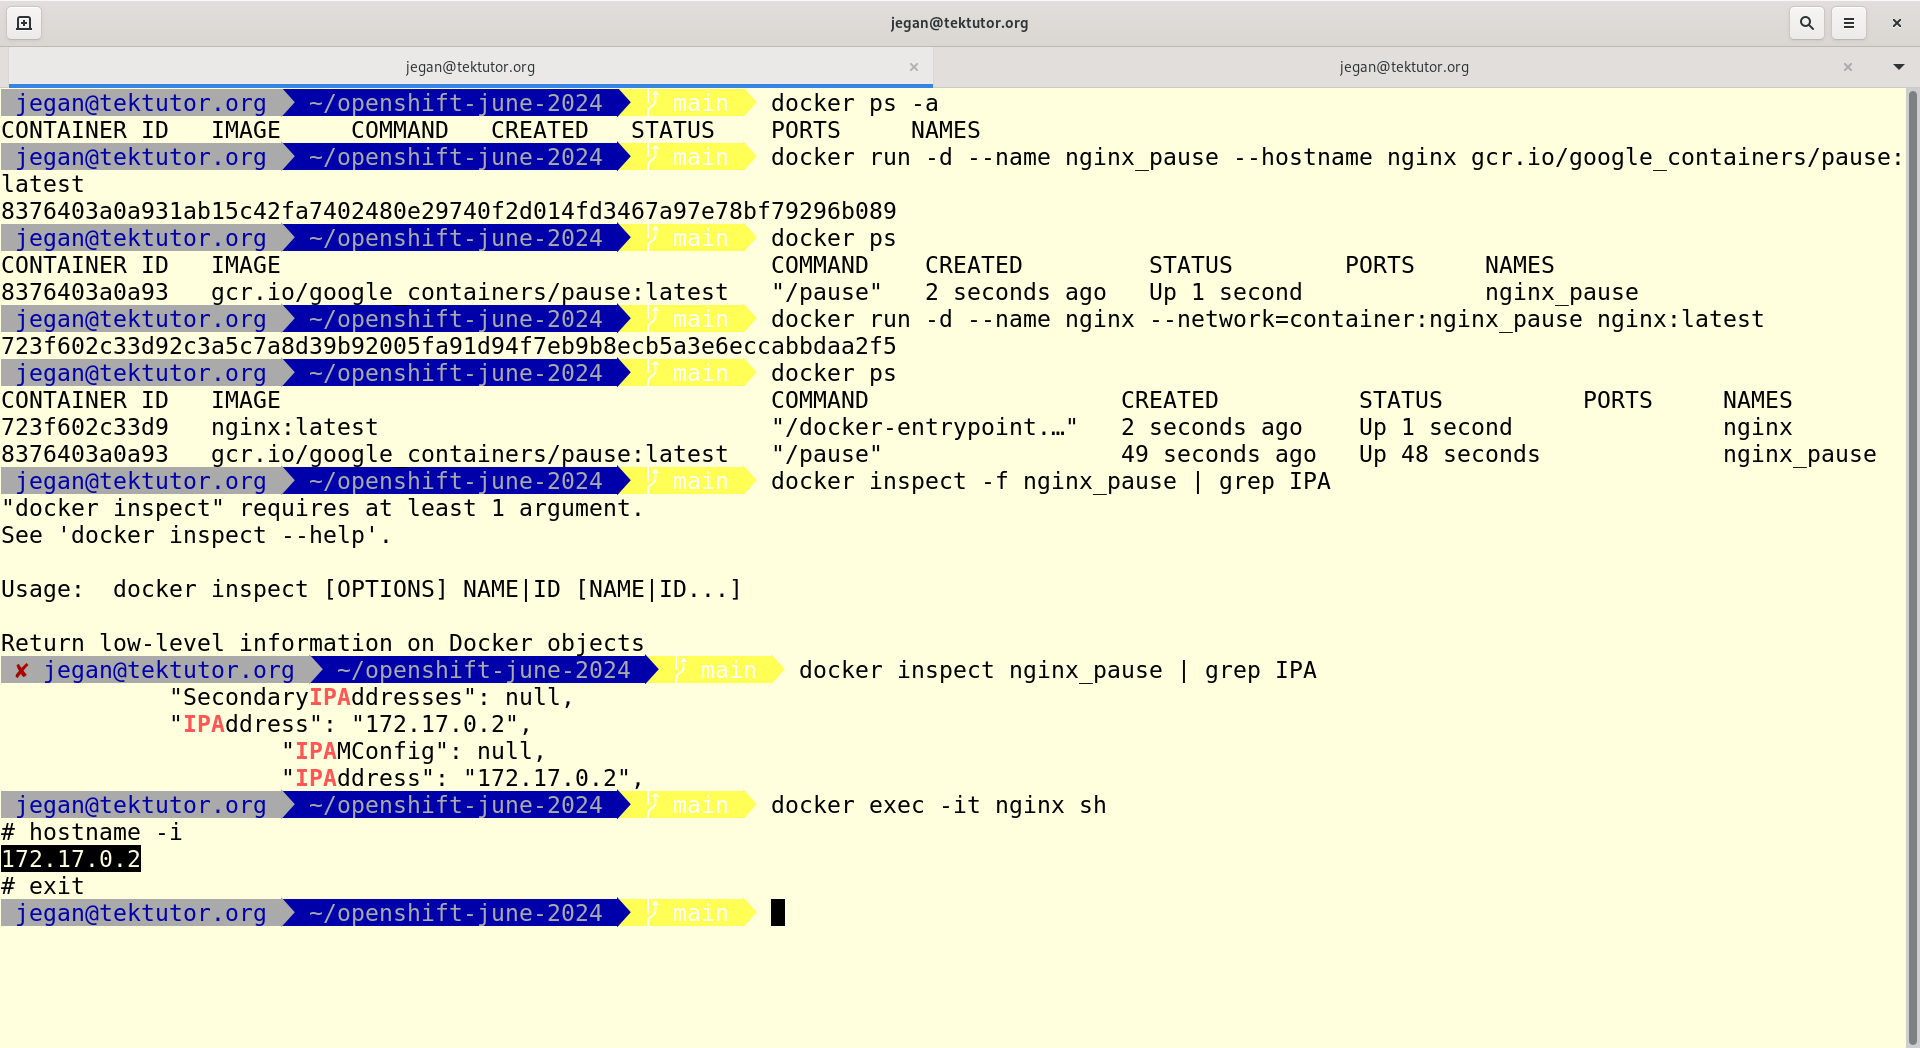 jegan@tektutor.org
jegan@tektutor.org jegan@tektutor.org
jegan@tektutor.org ~/openshift-june-2024 main docker ps -a
CONTAINER ID   IMAGE     COMMAND   CREATED   STATUS    PORTS     NAMES
jegan@tektutor.org ~/openshift-june-2024 main docker run -d --name nginx_pause --hostname nginx gcr.io/google_containers/pause:
latest
8376403a0a931ab15c42fa7402480e29740f2d014fd3467a97e78bf79296b089
jegan@tektutor.org ~/openshift-june-2024 main docker ps
CONTAINER ID   IMAGE                                   COMMAND    CREATED         STATUS        PORTS     NAMES
8376403a0a93   gcr.io/google_containers/pause:latest   "/pause"   2 seconds ago   Up 1 second             nginx_pause
jegan@tektutor.org ~/openshift-june-2024 main docker run -d --name nginx --network=container:nginx_pause nginx:latest
723f602c33d92c3a5c7a8d39b92005fa91d94f7eb9b8ecb5a3e6eccabbdaa2f5
jegan@tektutor.org ~/openshift-june-2024 main docker ps
CONTAINER ID   IMAGE                                   COMMAND                  CREATED          STATUS          PORTS     NAMES
723f602c33d9   nginx:latest                            "/docker-entrypoint.…"   2 seconds ago    Up 1 second               nginx
8376403a0a93   gcr.io/google_containers/pause:latest   "/pause"                 49 seconds ago   Up 48 seconds             nginx_pause
jegan@tektutor.org ~/openshift-june-2024 main docker inspect -f nginx_pause | grep IPA
"docker inspect" requires at least 1 argument.
See 'docker inspect --help'.
Usage:  docker inspect [OPTIONS] NAME|ID [NAME|ID...]
Return low-level information on Docker objects
✘ jegan@tektutor.org ~/openshift-june-2024 main docker inspect nginx_pause | grep IPA
"SecondaryIPAddresses": null,
"IPAddress": "172.17.0.2",
"IPAMConfig": null,
"IPAddress": "172.17.0.2",
jegan@tektutor.org ~/openshift-june-2024 main docker exec -it nginx sh
# hostname -i
172.17.0.2
# exit
jegan@tektutor.org ~/openshift-june-2024 main